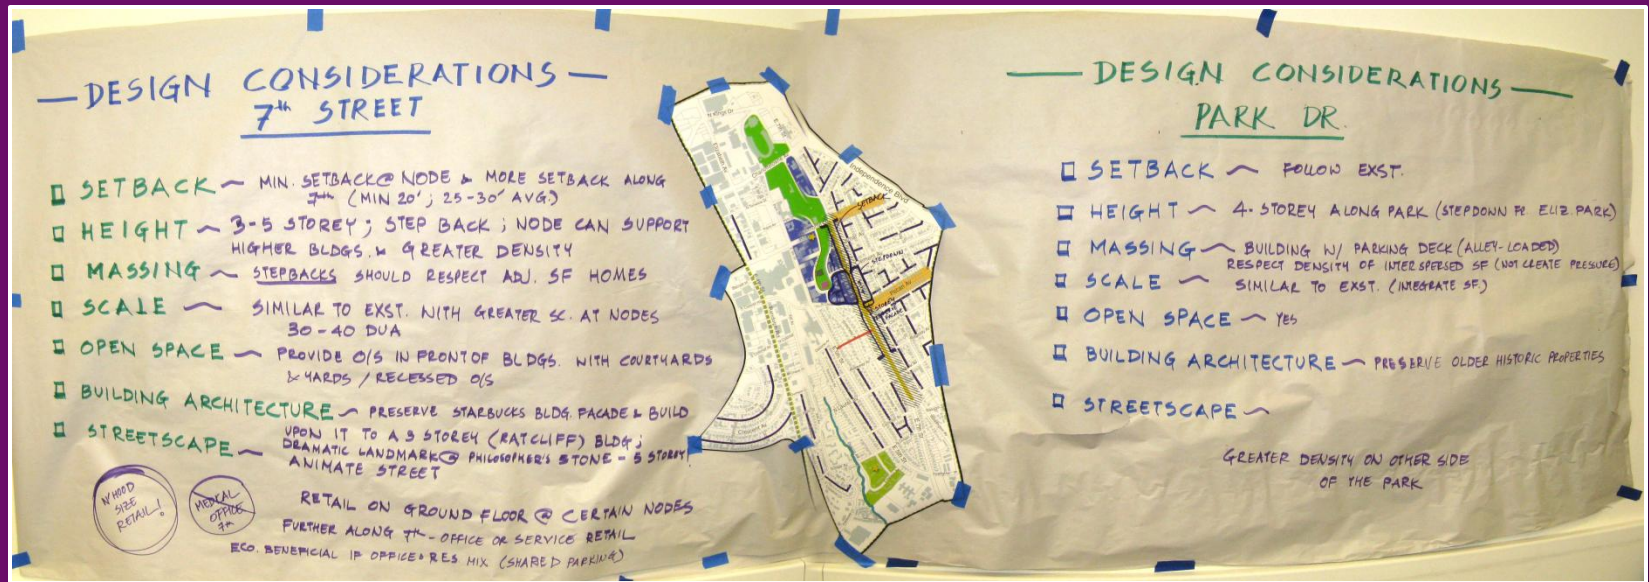 — DESIGN CONSIDERATIONS —
7th STREET
SETBACK ~ MIN. SETBACK@ NODE & MORE SETBACK ALONG
7th (MIN 20'; 25-30' AVG.)
HEIGHT ~ 3-5 STOREY; STEP BACK; NODE CAN SUPPORT
HIGHER BLDGS. & GREATER DENSITY
MASSING ~ STEPBACKS SHOULD RESPECT ADJ. SF HOMES
SCALE ~ SIMILAR TO EXST. WITH GREATER SC. AT NODES
30-40 DUA
OPEN SPACE ~ PROVIDE O/S IN FRONT OF BLDGS. WITH COURTYARDS
& YARDS / RECESSED O/S
BUILDING ARCHITECTURE ~ PRESERVE STARBUCKS BLDG. FACADE & BUILD
UPON IT TO A 3 STOREY (RATCLIFF) BLDG;
STREETSCAPE ~ DRAMATIC LANDMARK@ PHILOSOPHER'S STONE - 5 STOREY
ANIMATE STREET
N'HOOD
SIZE
RETAIL!
MEDICAL
OFFICE
7th
RETAIL ON GROUND FLOOR @ CERTAIN NODES
FURTHER ALONG 7th - OFFICE OR SERVICE RETAIL
ECO. BENEFICIAL IF OFFICE & RES MIX (SHARED PARKING)
N Kings Dr
Independence Blvd
SETBACK
STEPDOWN
Pecan Av
— DESIGN CONSIDERATIONS —
PARK DR.
SETBACK ~ FOLLOW EXST.
HEIGHT ~ 4. STOREY ALONG PARK (STEPDOWN Fr ELIZ. PARK)
MASSING ~ BUILDING W/ PARKING DECK (ALLEY-LOADED)
RESPECT DENSITY OF INTERSPERSED SF (NOT CREATE PRESSURE)
SCALE ~ SIMILAR TO EXST. (INTEGRATE SF.)
OPEN SPACE ~ YES
BUILDING ARCHITECTURE ~ PRESERVE OLDER HISTORIC PROPERTIES
STREETSCAPE ~
GREATER DENSITY ON OTHER SIDE
OF THE PARK